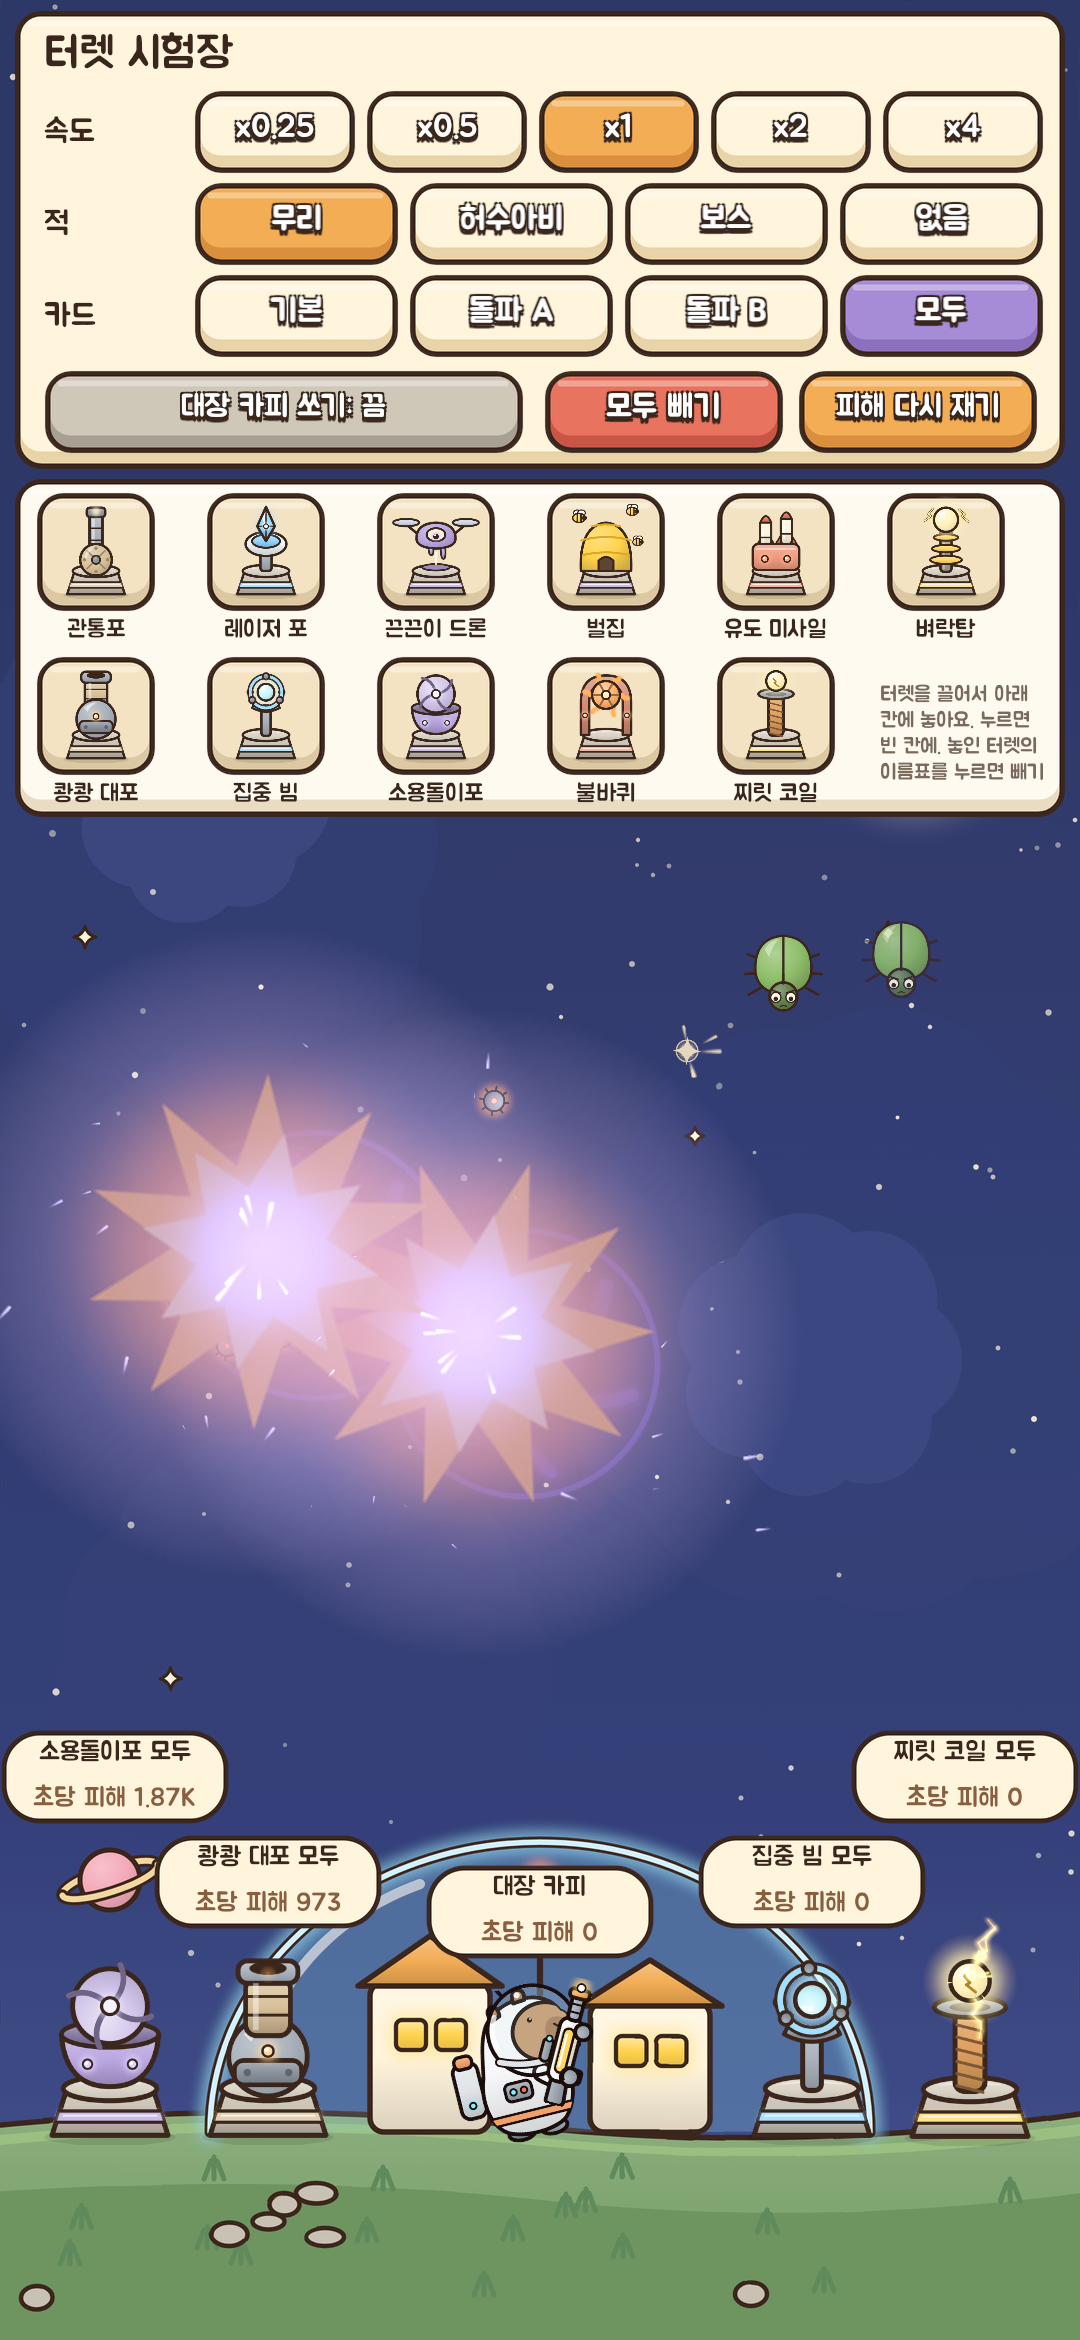 터렛 시험장
속도
x0.25
x0.5
x1
x2
x4
적
무리
허수아비
보스
없음
카드
기본
돌파 A
돌파 B
모두
대장 카피 쏘기: 끔
모두 빼기
피해 다시 재기
관통포
레이저 포
끈끈이 드론
벌집
유도 미사일
벼락탑
쾅쾅 대포
집중 빔
소용돌이포
불바퀴
찌릿 코일
터렛을 끌어서 아래
칸에 놓아요. 누르면
빈 칸에. 놓인 터렛의
이름표를 누르면 빼기
소용돌이포 모두
초당 피해 1.87K
찌릿 코일 모두
초당 피해 0
쾅쾅 대포 모두
초당 피해 973
집중 빔 모두
초당 피해 0
대장 카피
초당 피해 0